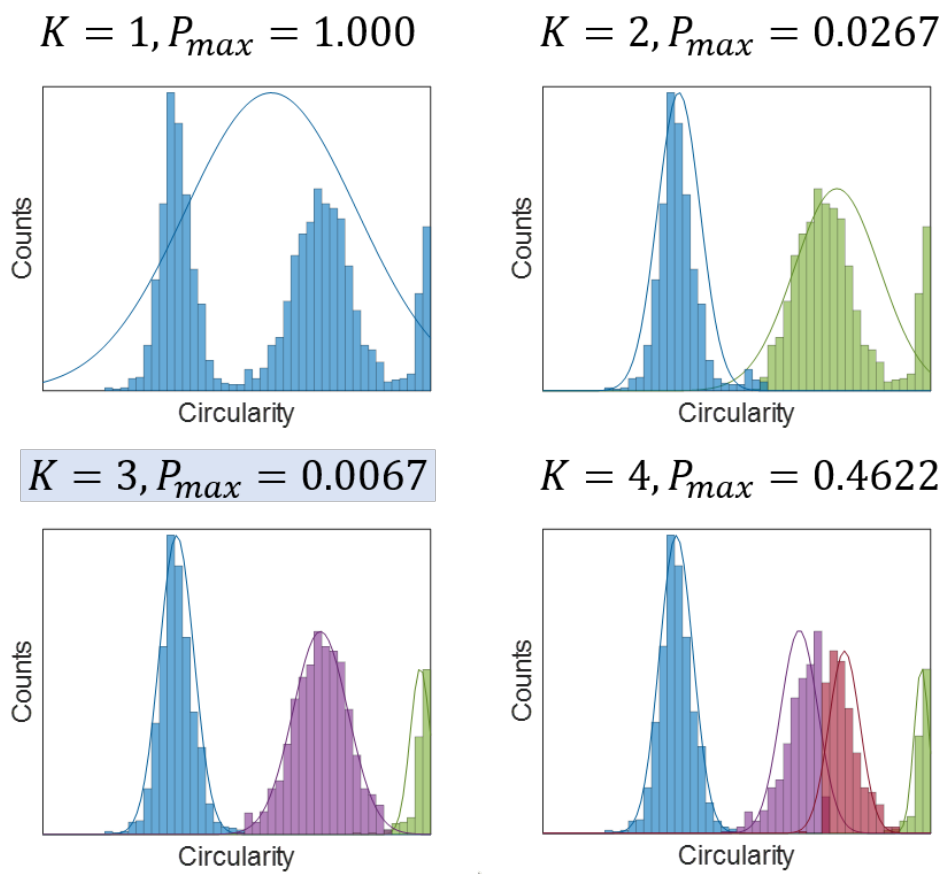 K = 1, P_max = 1.000
K = 2, P_max = 0.0267
Counts
Circularity
Counts
Circularity
K = 3, P_max = 0.0067
K = 4, P_max = 0.4622
Counts
Circularity
Counts
Circularity